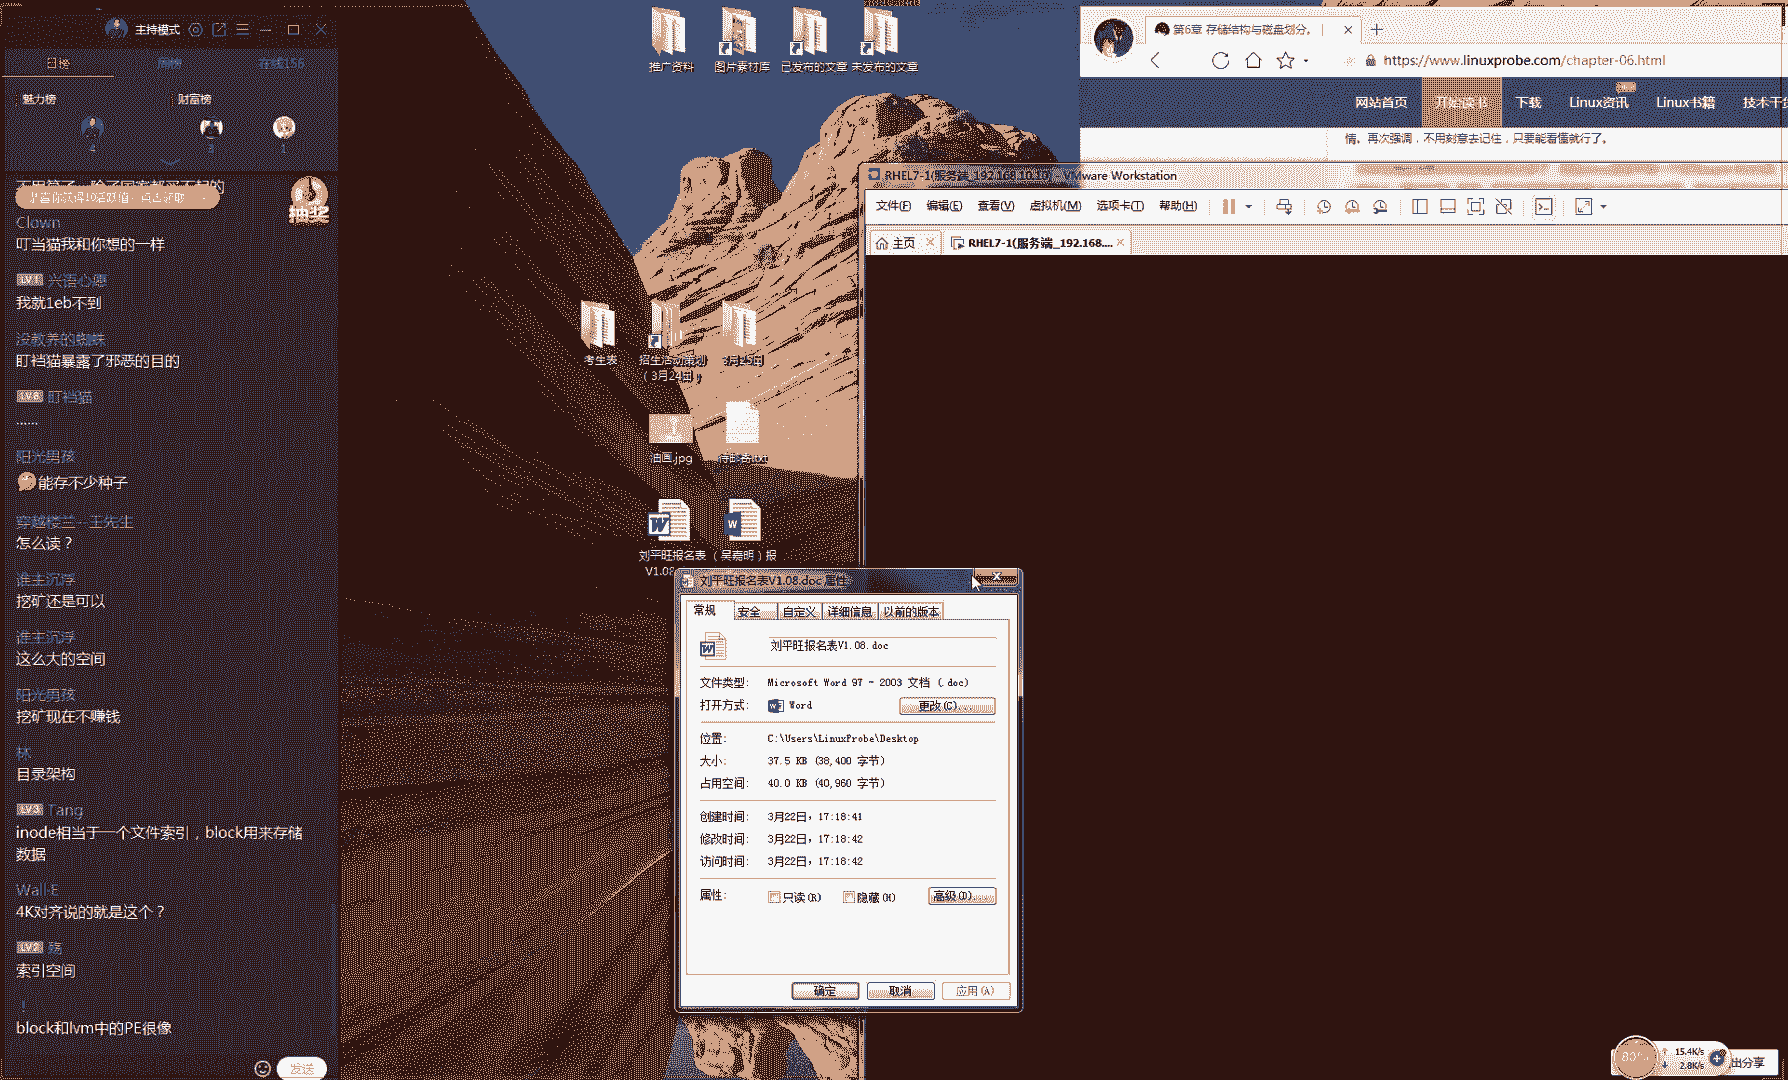 主持模式
日榜
周榜
在线156
魅力榜
财富榜
4
3
1
抽奖
Clown
叮当猫我和你想的一样
LV1 兴语心愿
我就1eb不到
没教养的蜘蛛
盯裆猫暴露了邪恶的目的
LV6 盯裆猫
......
阳光男孩
能存不少种子
穿越楼兰--王先生
怎么读？
谁主沉浮
挖矿还是可以
谁主沉浮
这么大的空间
阳光男孩
挖矿现在不赚钱
林
目录架构
LV3 Tang
inode相当于一个文件索引，block用来存储
数据
Wall-E
4K对齐说的就是这个？
LV2
索引空间
！
block和lvm中的PE很像
发送
推广资料
图片素材库
已发布的文章
未发布的文章
考生表
招生活动策划
（3月24日）
3月25日
油画.jpg
待部署.txt
刘平旺报名表
V1.08
（吴嘉明）报
第6章 存储结构与磁盘划分。
https://www.linuxprobe.com/chapter-06.html
网站首页
开始读书
下载
Linux资讯
Linux书籍
技术干货
情。再次强调，不用刻意去记住，只要能看懂就行了。
RHEL7-1(服务端_192.168.10.10) - VMware Workstation
文件(F)
编辑(E)
查看(V)
虚拟机(M)
选项卡(T)
帮助(H)
主页
RHEL7-1(服务端_192.168....
刘平旺报名表V1.08.doc 属性
常规
安全
自定义
详细信息
以前的版本
刘平旺报名表V1.08.doc
文件类型： Microsoft Word 97 - 2003 文档 (.doc)
打开方式： Word
更改(C)...
位置： C:\Users\LinuxProbe\Desktop
大小： 37.5 KB (38,400 字节)
占用空间： 40.0 KB (40,960 字节)
创建时间： 3月22日，17:18:41
修改时间： 3月22日，17:18:42
访问时间： 3月22日，17:18:42
属性：
只读(R)
隐藏(H)
高级(D)...
确定
取消
应用(A)
80%
15.4K/s
2.8K/s
出分享